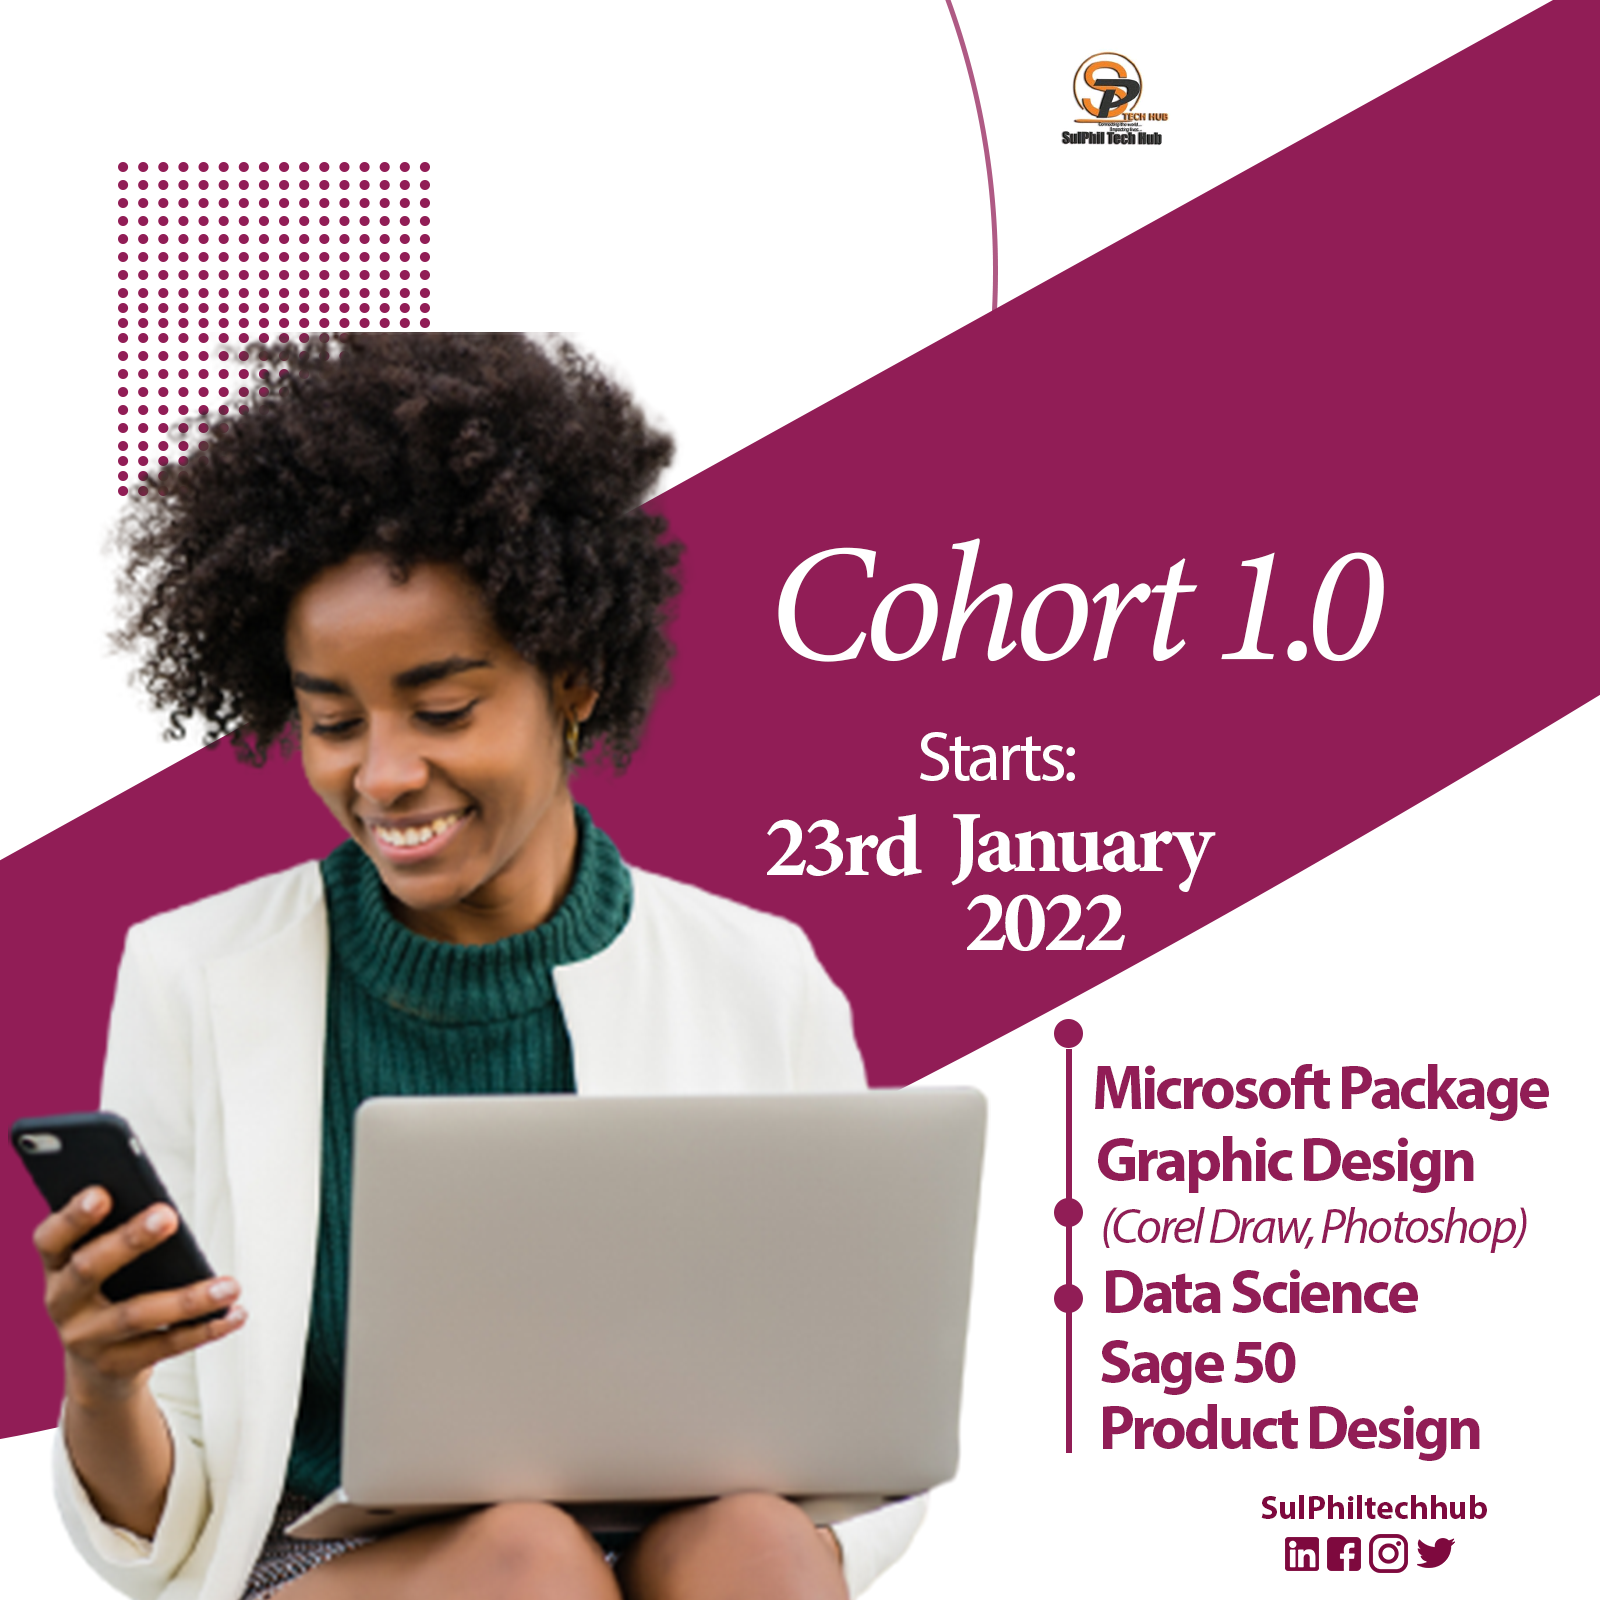 SP
TECH HUB
SulPhil Tech Hub
Cohort 1.0
Starts:
23rd January
2022
Microsoft Package
Graphic Design
(Corel Draw, Photoshop)
Data Science
Sage 50
Product Design
SulPhiltechhub